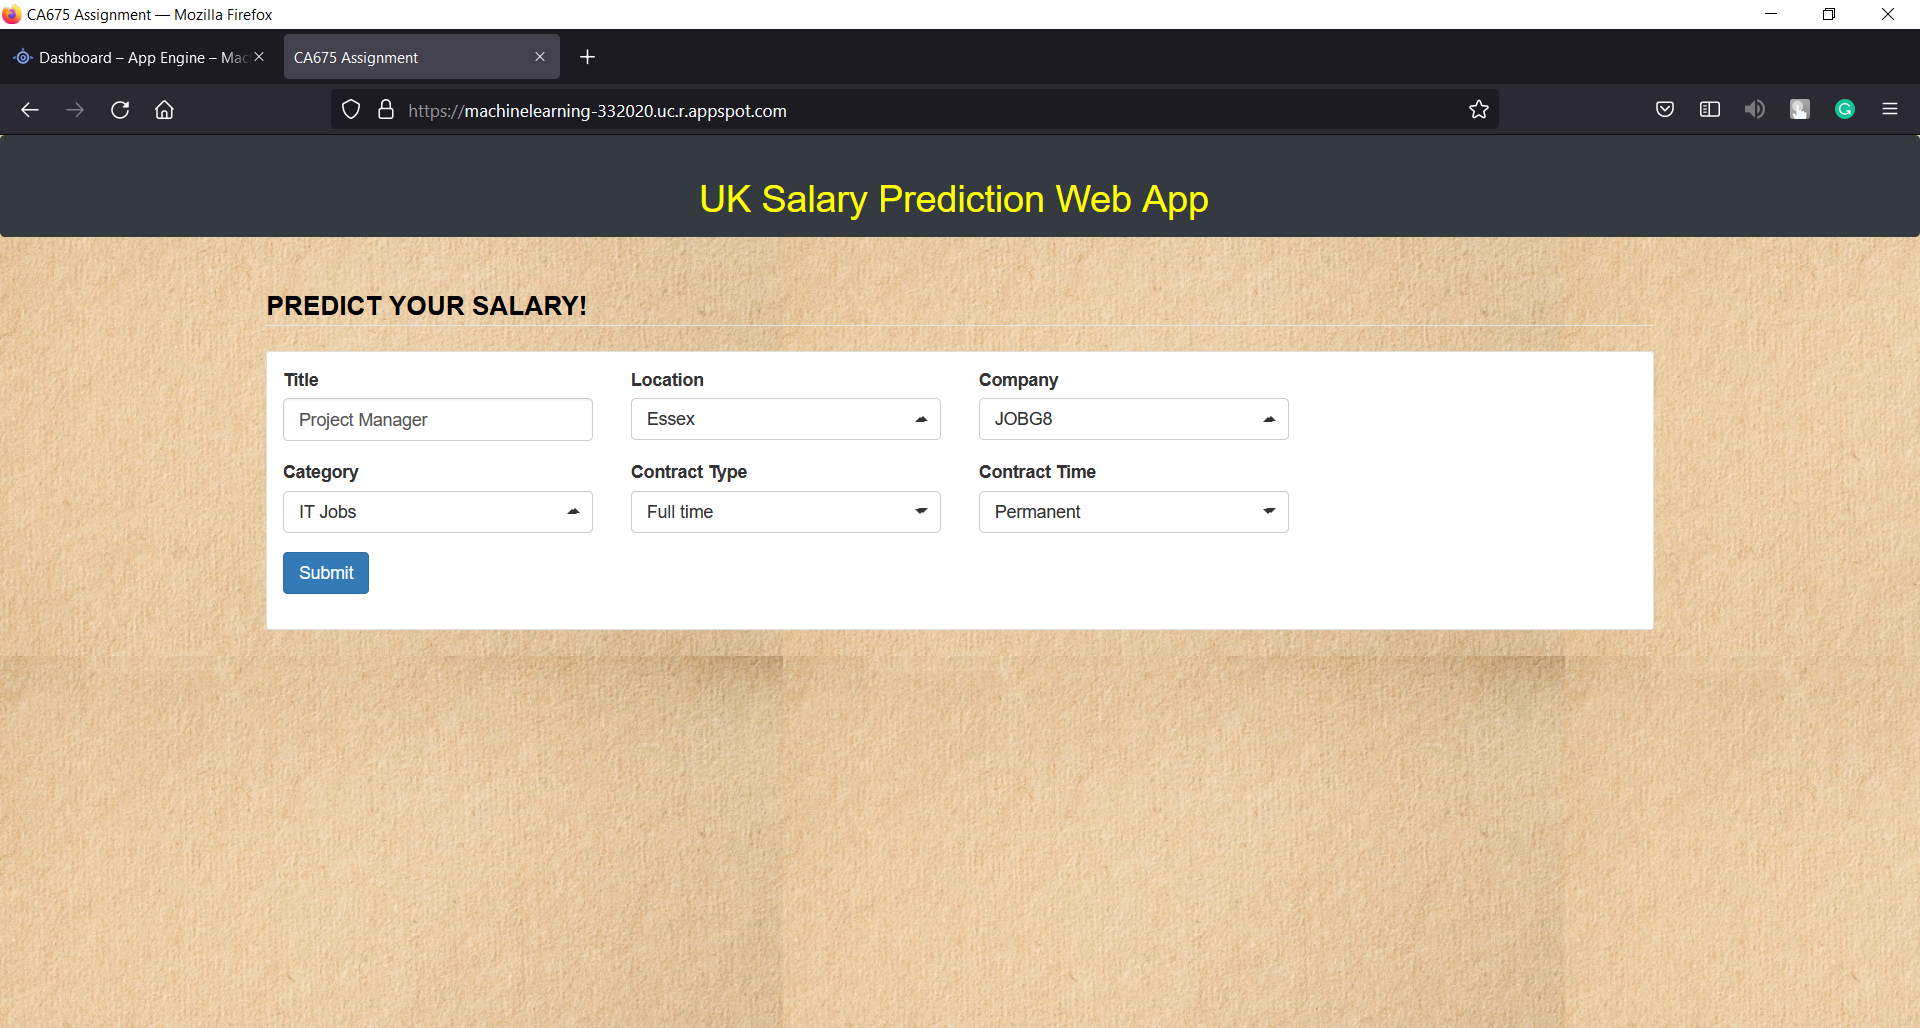 CA675 Assignment — Mozilla Firefox
Dashboard – App Engine – Mac
CA675 Assignment
https://machinelearning-332020.uc.r.appspot.com
UK Salary Prediction Web App
PREDICT YOUR SALARY!
Title Location Company
Project Manager Essex JOBG8
Category Contract Type Contract Time
IT Jobs Full time Permanent
Submit